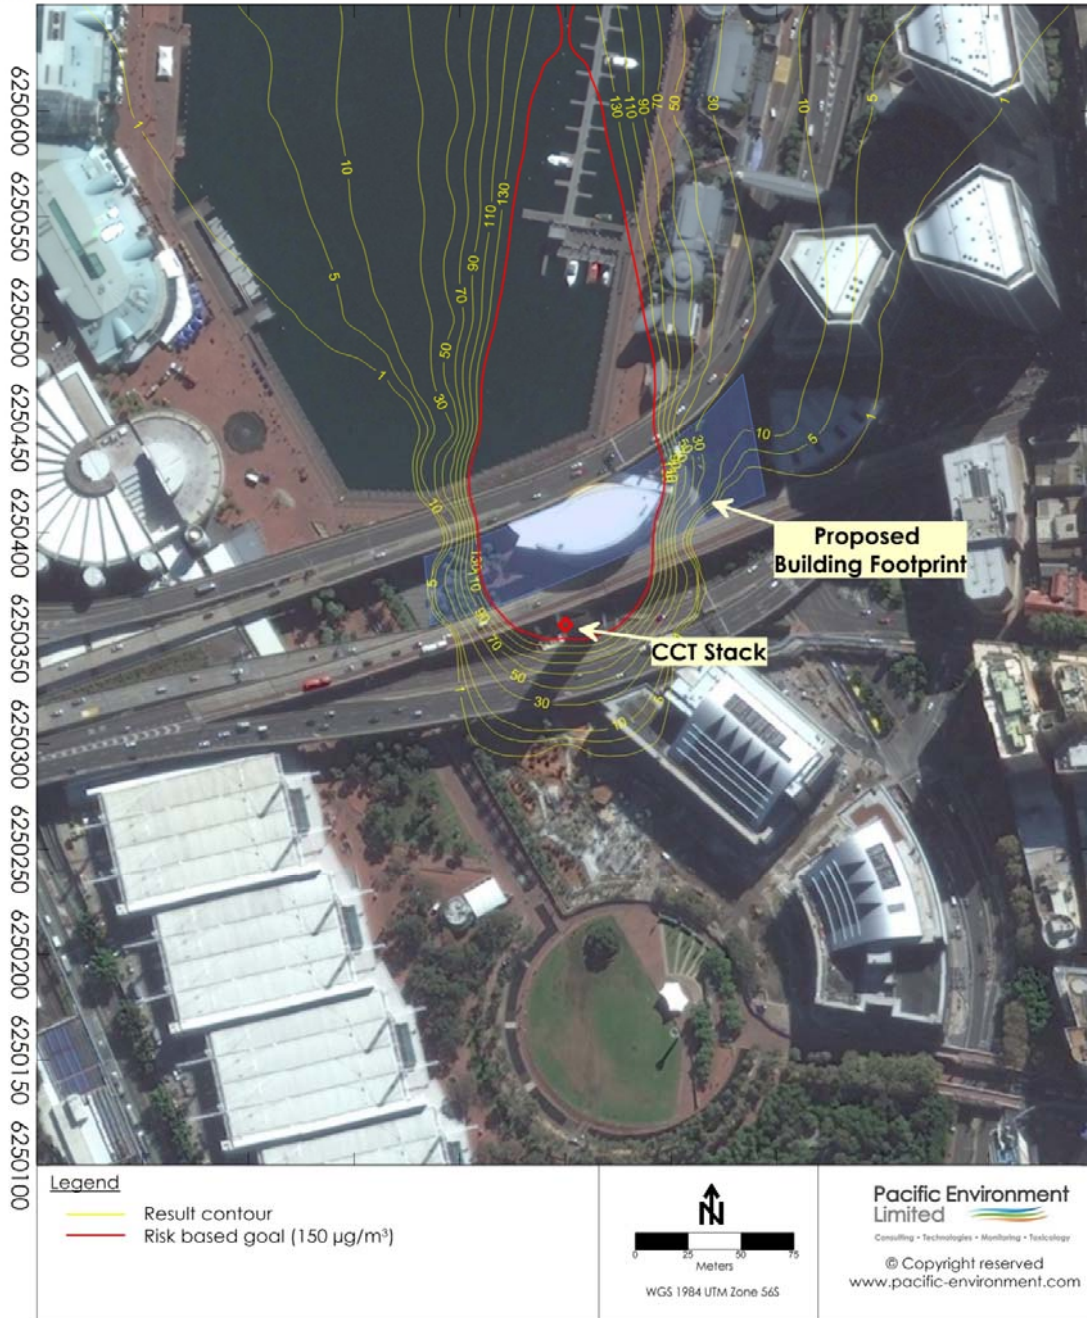 6250600
6250550
6250500
6250450
6250400
6250350
6250300
6250250
6250200
6250150
6250100
1
5
10
10
30
50
70
90
110
130
130
110
90
70
50
30
10
5
1
1
30
10
5
1
10
5
90
70
50
30
10
5
1
Proposed
Building Footprint
CCT Stack
Legend
Result contour
Risk based goal (150 µg/m³)
N
0 25 50 75
Meters
WGS 1984 UTM Zone 56S
Pacific Environment
Limited
Consulting • Technologies • Monitoring • Toxicology
© Copyright reserved
www.pacific-environment.com